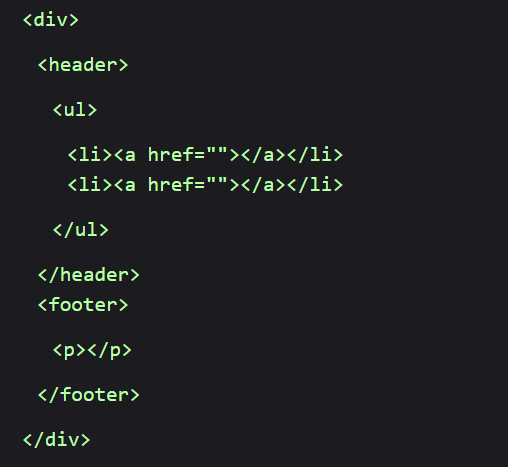 <div>
<header>
<ul>
<li><a href=""></a></li>
<li><a href=""></a></li>
</ul>
</header>
<footer>
<p></p>
</footer>
</div>